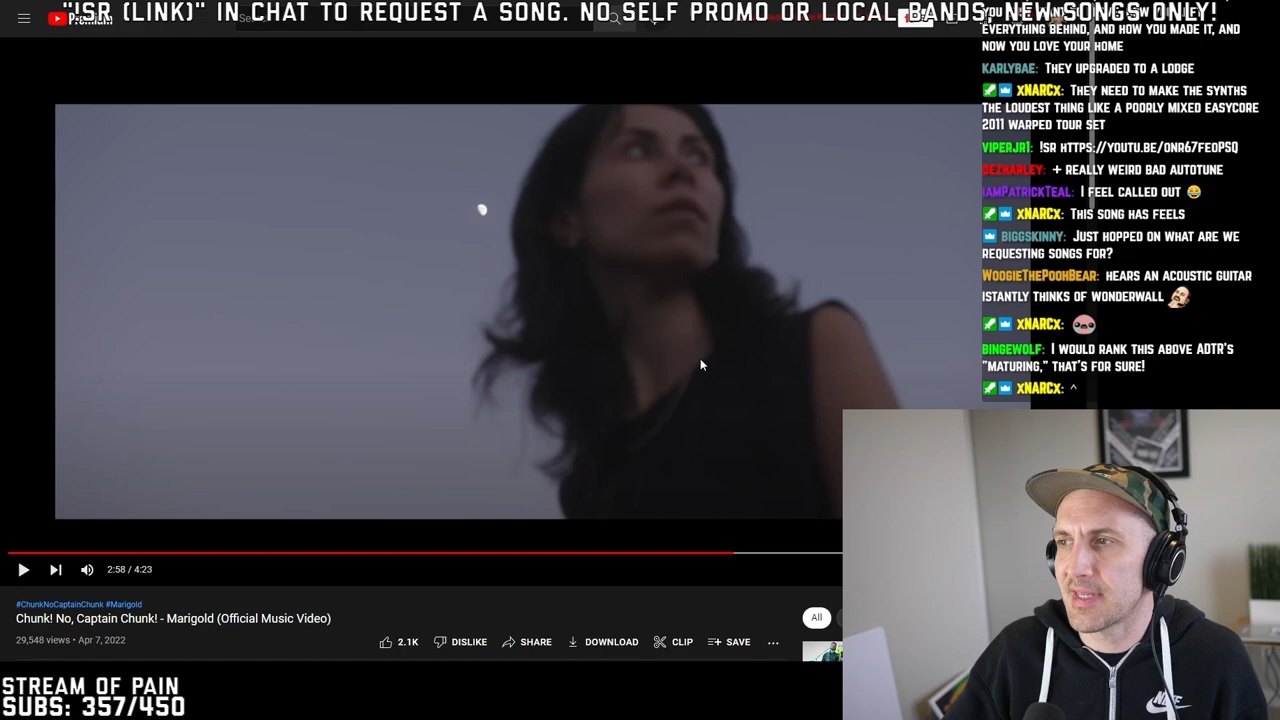 "!SR (LINK)" IN CHAT TO REQUEST A SONG. NO SELF PROMO OR LOCAL BANDS. NEW SONGS ONLY!
EVERYTHING BEHIND, AND HOW YOU MADE IT, AND
NOW YOU LOVE YOUR HOME
KARLYBAE: THEY UPGRADED TO A LODGE
xNARCx: THEY NEED TO MAKE THE SYNTHS
THE LOUDEST THING LIKE A POORLY MIXED EASYCORE
2011 WARPED TOUR SET
VIPERJR1: !SR HTTPS://YOUTU.BE/0NR67FEOPSQ
DEZHARLEY: + REALLY WEIRD BAD AUTOTUNE
IAMPATRICKTEAL: I FEEL CALLED OUT
xNARCx: THIS SONG HAS FEELS
BIGGSKINNY: JUST HOPPED ON WHAT ARE WE
REQUESTING SONGS FOR?
WOOGIETHEPOOHBEAR: HEARS AN ACOUSTIC GUITAR
ISTANTLY THINKS OF WONDERWALL
xNARCx:
BINGEWOLF: I WOULD RANK THIS ABOVE ADTR'S
"MATURING," THAT'S FOR SURE!
xNARCx: ^
2:58 / 4:23
#ChunkNoCaptainChunk #Marigold
Chunk! No, Captain Chunk! - Marigold (Official Music Video)
29,548 views • Apr 7, 2022
2.1K DISLIKE SHARE DOWNLOAD CLIP SAVE ...
All
STREAM OF PAIN
SUBS: 357/450